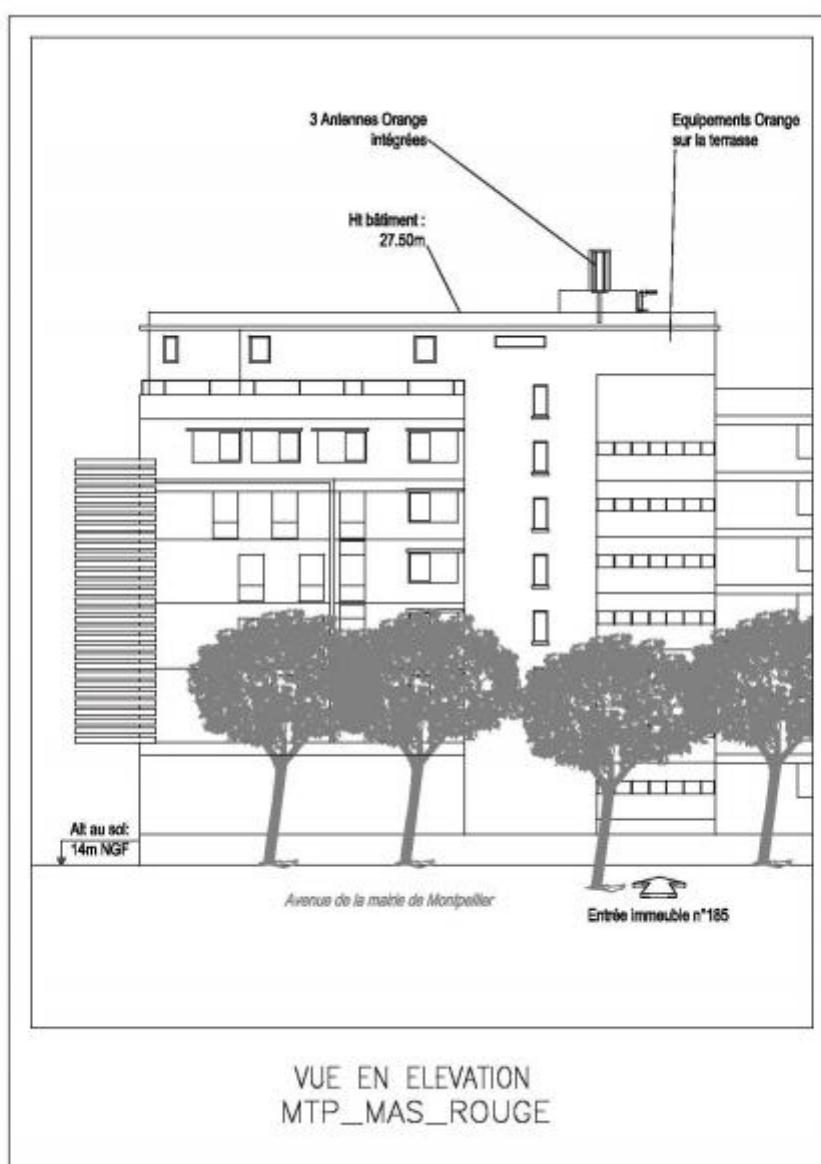 3 Antennes Orange
intégrées
Equipements Orange
sur la terrasse
Ht bâtiment :
27.50m
Alt au sol:
14m NGF
Avenue de la mairie de Montpellier
Entrée immeuble n°185
VUE EN ELEVATION
MTP_MAS_ROUGE